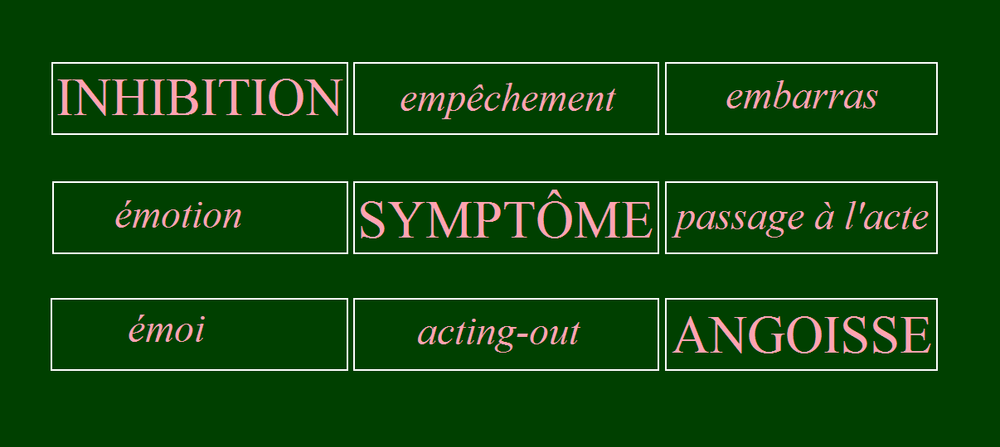 INHIBITION empêchement embarras
émotion SYMPTÔME passage à l'acte
émoi acting-out ANGOISSE